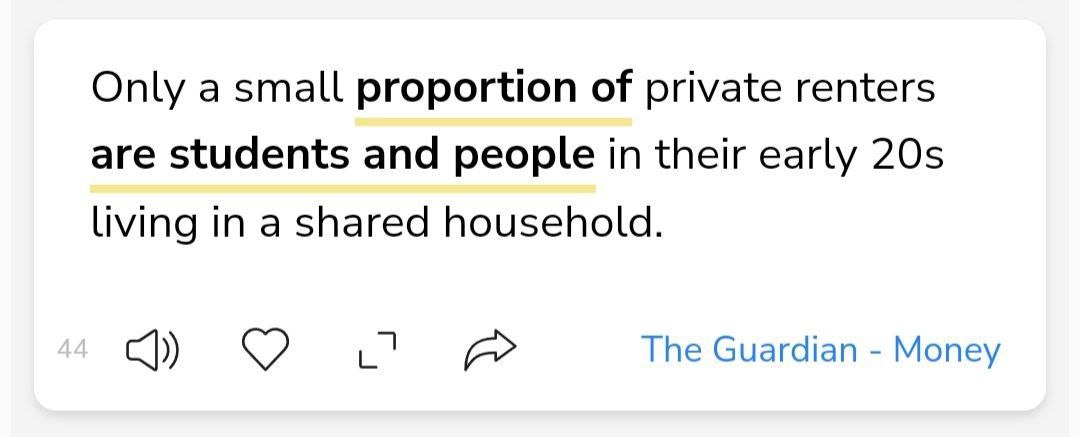 Only a small proportion of private renters
are students and people in their early 20s
living in a shared household.
44
The Guardian - Money